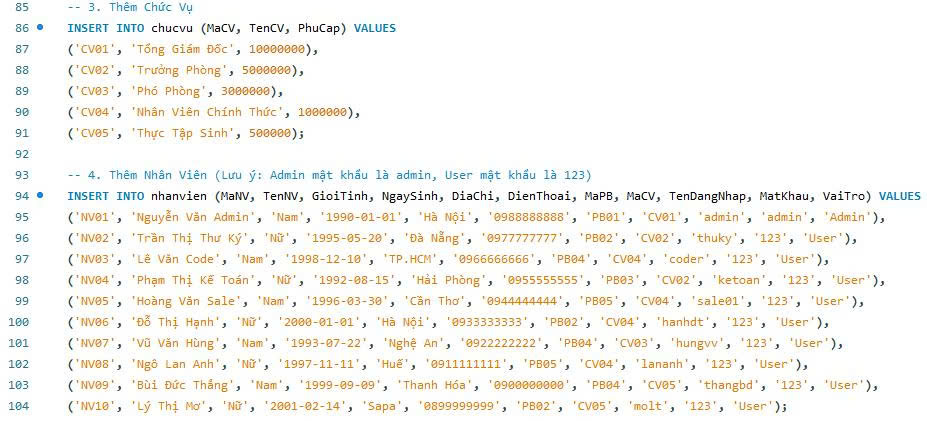 85 -- 3. Thêm Chức Vụ
86 INSERT INTO chucvu (MaCV, TenCV, PhuCap) VALUES
87 ('CV01', 'Tổng Giám Đốc', 10000000),
88 ('CV02', 'Trưởng Phòng', 5000000),
89 ('CV03', 'Phó Phòng', 3000000),
90 ('CV04', 'Nhân Viên Chính Thức', 1000000),
91 ('CV05', 'Thực Tập Sinh', 500000);
92
93 -- 4. Thêm Nhân Viên (Lưu ý: Admin mật khẩu là admin, User mật khẩu là 123)
94 INSERT INTO nhanvien (MaNV, TenNV, GioiTinh, NgaySinh, DiaChi, DienThoai, MaPB, MaCV, TenDangNhap, MatKhau, VaiTro) VALUES
95 ('NV01', 'Nguyễn Văn Admin', 'Nam', '1990-01-01', 'Hà Nội', '0988888888', 'PB01', 'CV01', 'admin', 'admin', 'Admin'),
96 ('NV02', 'Trần Thị Thư Ký', 'Nữ', '1995-05-20', 'Đà Nẵng', '0977777777', 'PB02', 'CV02', 'thuky', '123', 'User'),
97 ('NV03', 'Lê Văn Code', 'Nam', '1998-12-10', 'TP.HCM', '0966666666', 'PB04', 'CV04', 'coder', '123', 'User'),
98 ('NV04', 'Phạm Thị Kế Toán', 'Nữ', '1992-08-15', 'Hải Phòng', '0955555555', 'PB03', 'CV02', 'ketoan', '123', 'User'),
99 ('NV05', 'Hoàng Văn Sale', 'Nam', '1996-03-30', 'Cần Thơ', '0944444444', 'PB05', 'CV04', 'sale01', '123', 'User'),
100 ('NV06', 'Đỗ Thị Hạnh', 'Nữ', '2000-01-01', 'Hà Nội', '0933333333', 'PB02', 'CV04', 'hanhdt', '123', 'User'),
101 ('NV07', 'Vũ Văn Hùng', 'Nam', '1993-07-22', 'Nghệ An', '0922222222', 'PB04', 'CV03', 'hungvv', '123', 'User'),
102 ('NV08', 'Ngô Lan Anh', 'Nữ', '1997-11-11', 'Huế', '0911111111', 'PB05', 'CV04', 'lananh', '123', 'User'),
103 ('NV09', 'Bùi Đức Thắng', 'Nam', '1999-09-09', 'Thanh Hóa', '0900000000', 'PB04', 'CV05', 'thangbd', '123', 'User'),
104 ('NV10', 'Lý Thị Mơ', 'Nữ', '2001-02-14', 'Sapa', '0899999999', 'PB02', 'CV05', 'molt', '123', 'User');